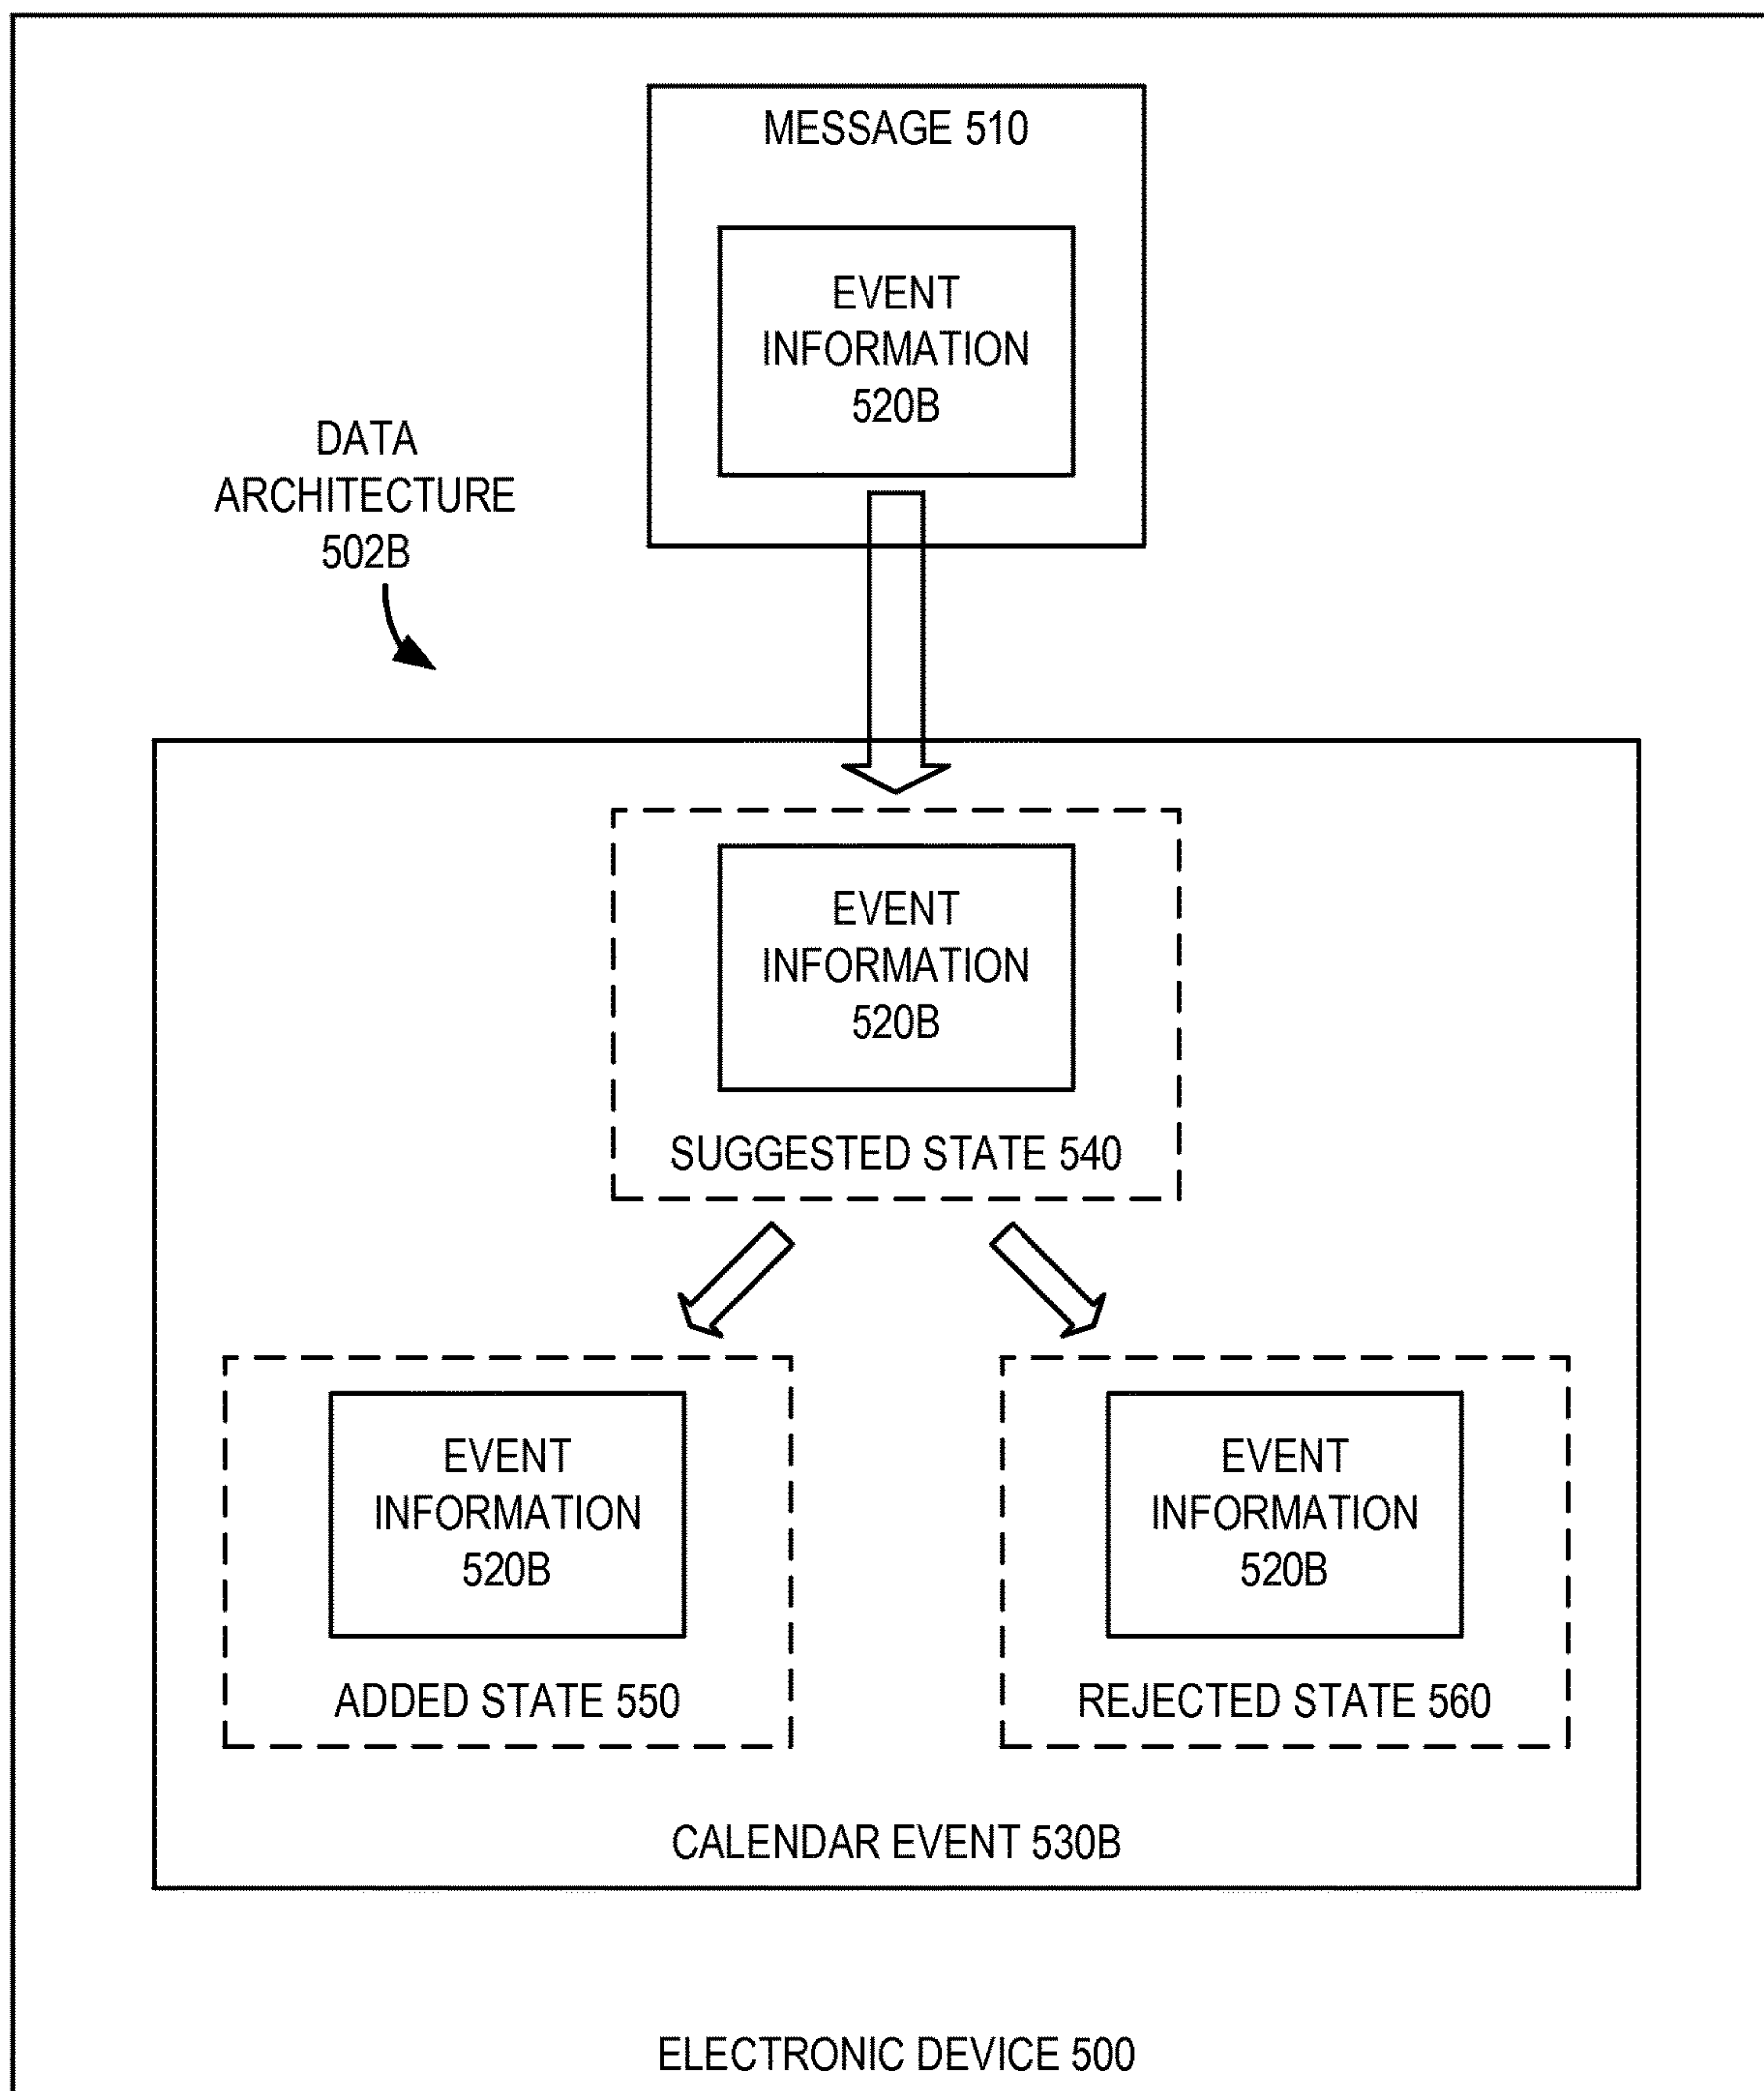 MESSAGE 510
EVENT
INFORMATION
520B
DATA
ARCHITECTURE
502B
EVENT
INFORMATION
520B
SUGGESTED STATE 540
EVENT
INFORMATION
520B
ADDED STATE 550
EVENT
INFORMATION
520B
REJECTED STATE 560
CALENDAR EVENT 530B
ELECTRONIC DEVICE 500